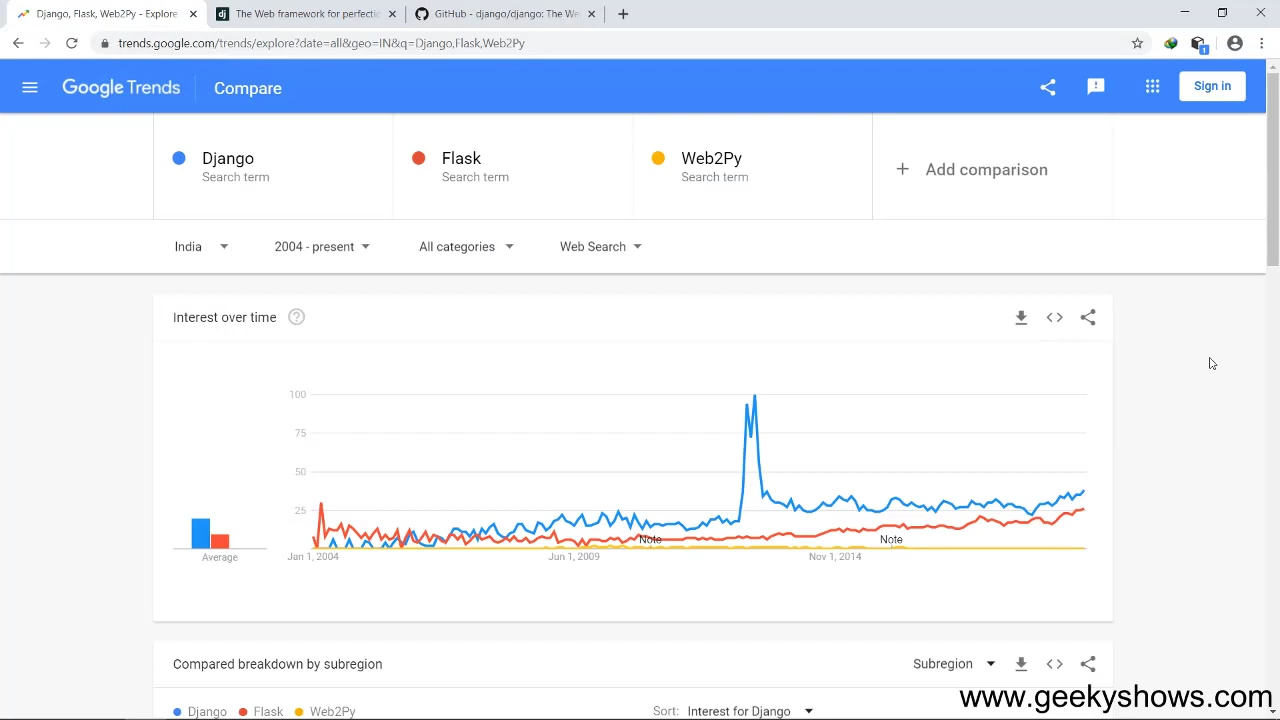 Django, Flask, Web2Py - Explore
The Web framework for perfectio
GitHub - django/django: The We
trends.google.com/trends/explore?date=all&geo=IN&q=Django,Flask,Web2Py
1
Google Trends
Compare
Sign in
Django
Search term
Flask
Search term
Web2Py
Search term
+ Add comparison
India
2004 - present
All categories
Web Search
Interest over time
?
100
75
50
25
Note
Note
Average
Jan 1, 2004
Jun 1, 2009
Nov 1, 2014
Compared breakdown by subregion
Subregion
Django
Flask
Web2Py
Sort: Interest for Django
www.geekyshows.com